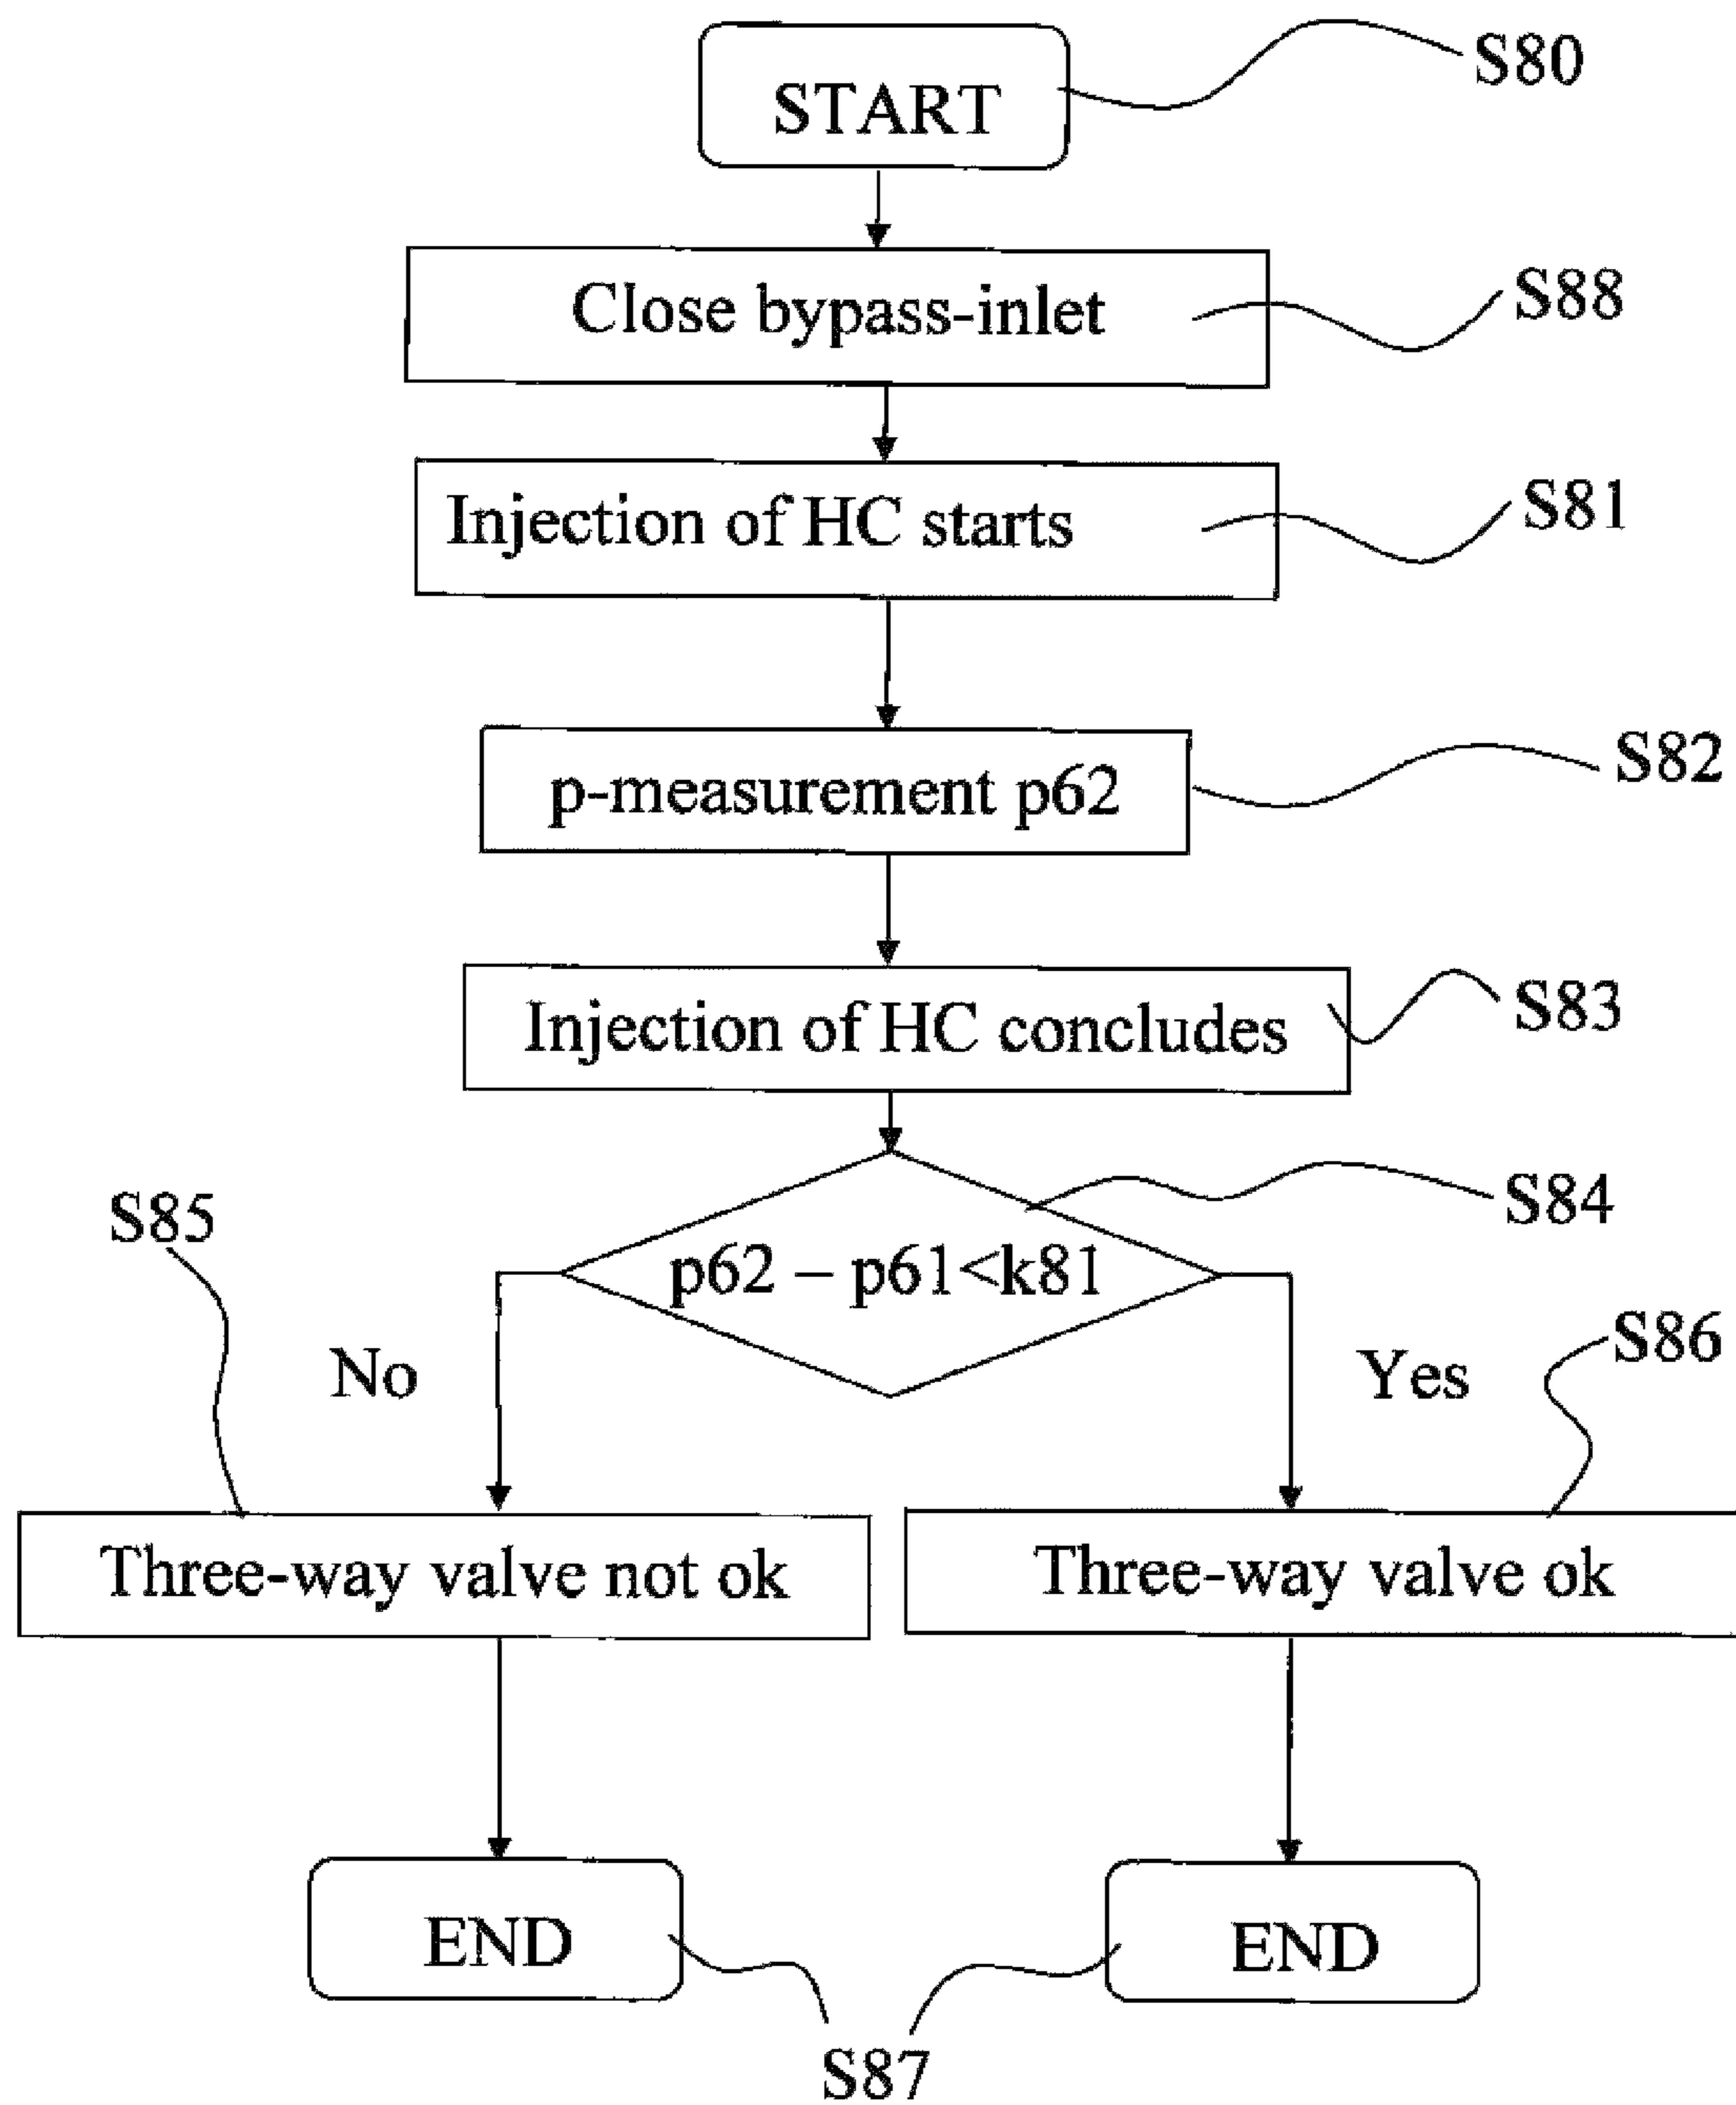 START
S80
Close bypass-inlet
S88
Injection of HC starts
S81
p-measurement p62
S82
Injection of HC concludes
S83
p62 – p61<k81
S84
S85
No
Yes
S86
Three-way valve not ok
Three-way valve ok
END
END
S87